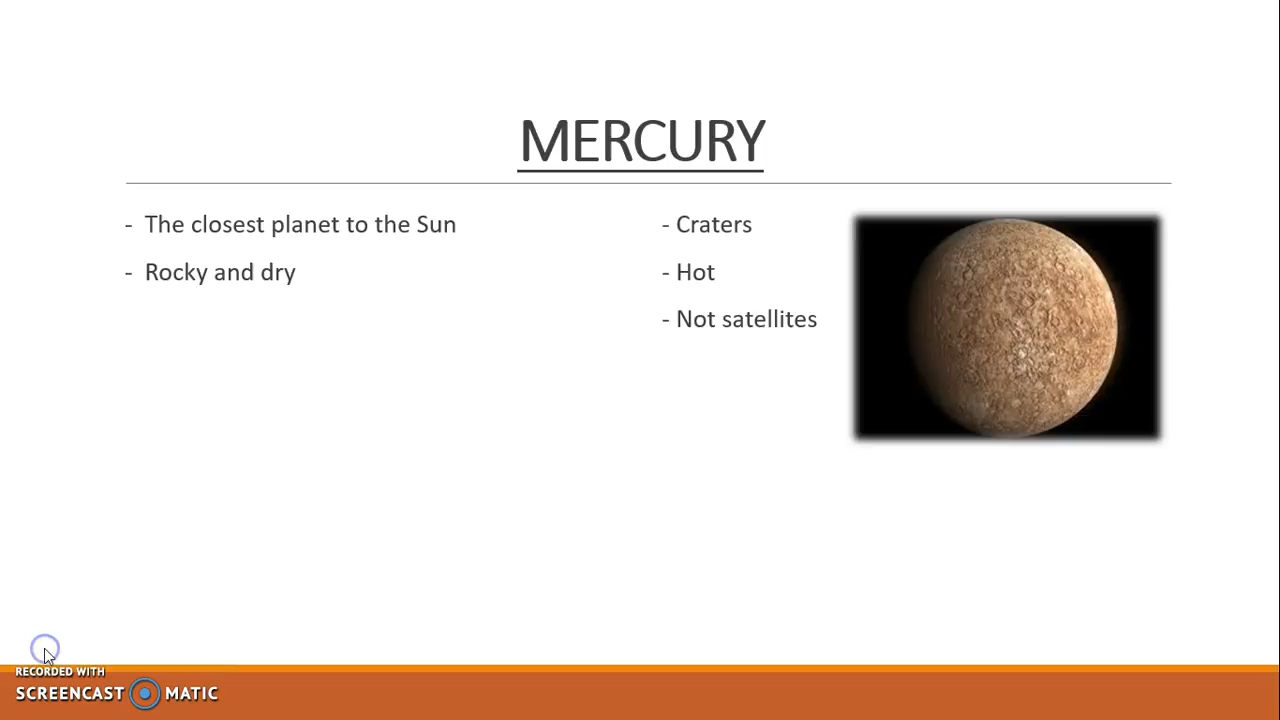 MERCURY
- The closest planet to the Sun
- Rocky and dry
- Craters
- Hot
- Not satellites
RECORDED WITH
SCREENCAST MATIC